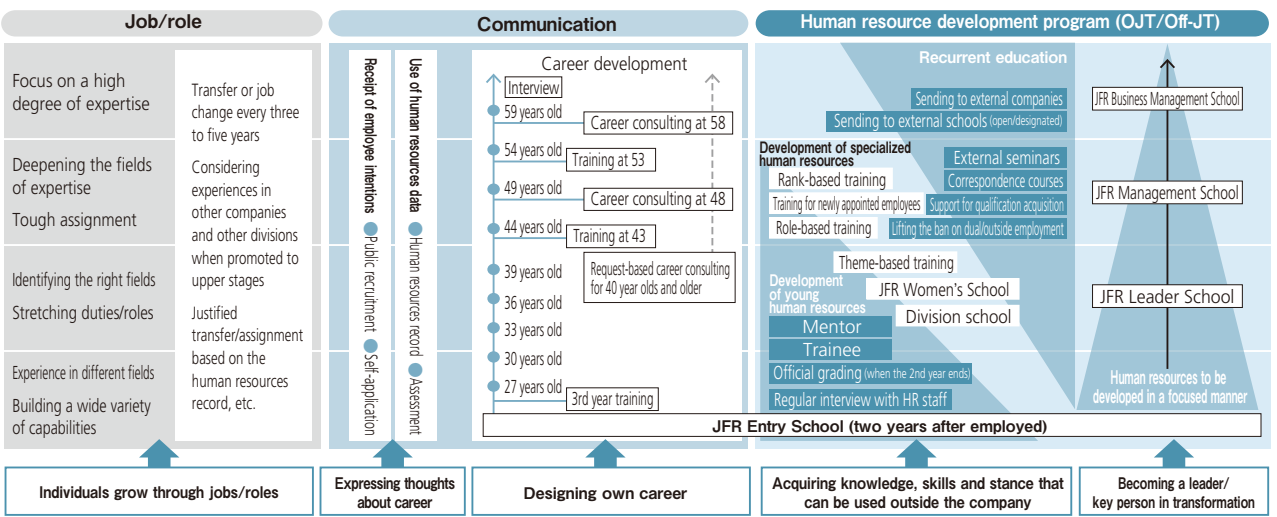 Job/role
Focus on a high
degree of expertise
Deepening the fields
of expertise
Tough assignment
Identifying the right fields
Stretching duties/roles
Experience in different fields
Building a wide variety
of capabilities
Transfer or job
change every three
to five years
Considering
experiences in
other companies
and other divisions
when promoted to
upper stages
Justified
transfer/assignment
based on the
human resources
record, etc.
Individuals grow through jobs/roles
Communication
Receipt of employee intentions
Public recruitment
Self-application
Use of human resources data
Human resources record
Assessment
Expressing thoughts
about career
Career development
Interview
59 years old
Career consulting at 58
54 years old
Training at 53
49 years old
Career consulting at 48
44 years old
Training at 43
39 years old
Request-based career consulting
for 40 year olds and older
36 years old
33 years old
30 years old
27 years old
3rd year training
Designing own career
Human resource development program (OJT/Off-JT)
Recurrent education
Sending to external companies
Sending to external schools (open/designated)
Development of specialized
human resources
External seminars
Rank-based training
Correspondence courses
Training for newly appointed employees
Support for qualification acquisition
Role-based training
Lifting the ban on dual/outside employment
Theme-based training
Development
of young
human resources
JFR Women's School
Division school
Mentor
Trainee
Official grading (when the 2nd year ends)
Regular interview with HR staff
JFR Business Management School
JFR Management School
JFR Leader School
Human resources to be
developed in a focused manner
JFR Entry School (two years after employed)
Acquiring knowledge, skills and stance that
can be used outside the company
Becoming a leader/
key person in transformation